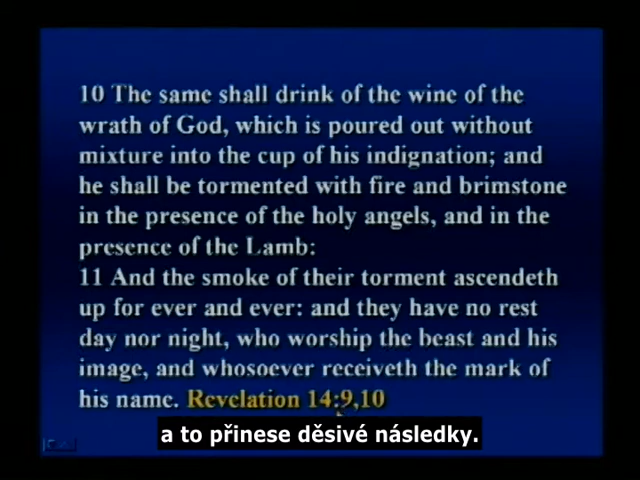 10 The same shall drink of the wine of the
wrath of God, which is poured out without
mixture into the cup of his indignation; and
he shall be tormented with fire and brimstone
in the presence of the holy angels, and in the
presence of the Lamb:
11 And the smoke of their torment ascendeth
up for ever and ever: and they have no rest
day nor night, who worship the beast and his
image, and whosoever receiveth the mark of
his name. Revelation 14:9,10
a to přinese děsivé následky.